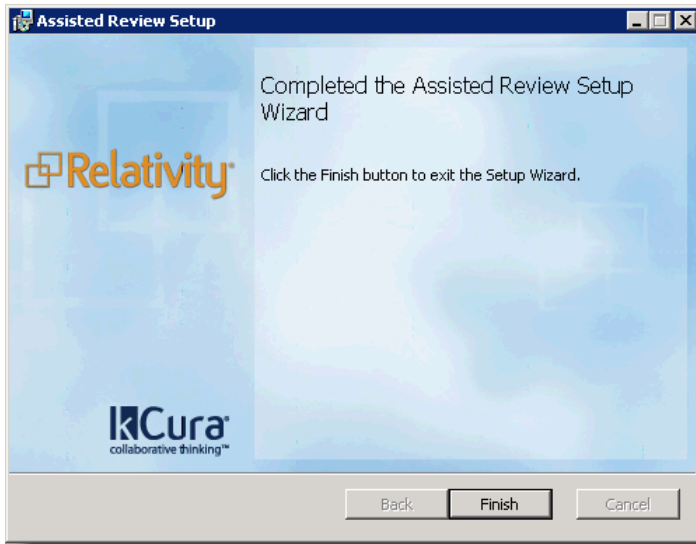 Assisted Review Setup
Completed the Assisted Review Setup
Wizard
Relativity
Click the Finish button to exit the Setup Wizard.
kCura
collaborative thinking™
Back
Finish
Cancel